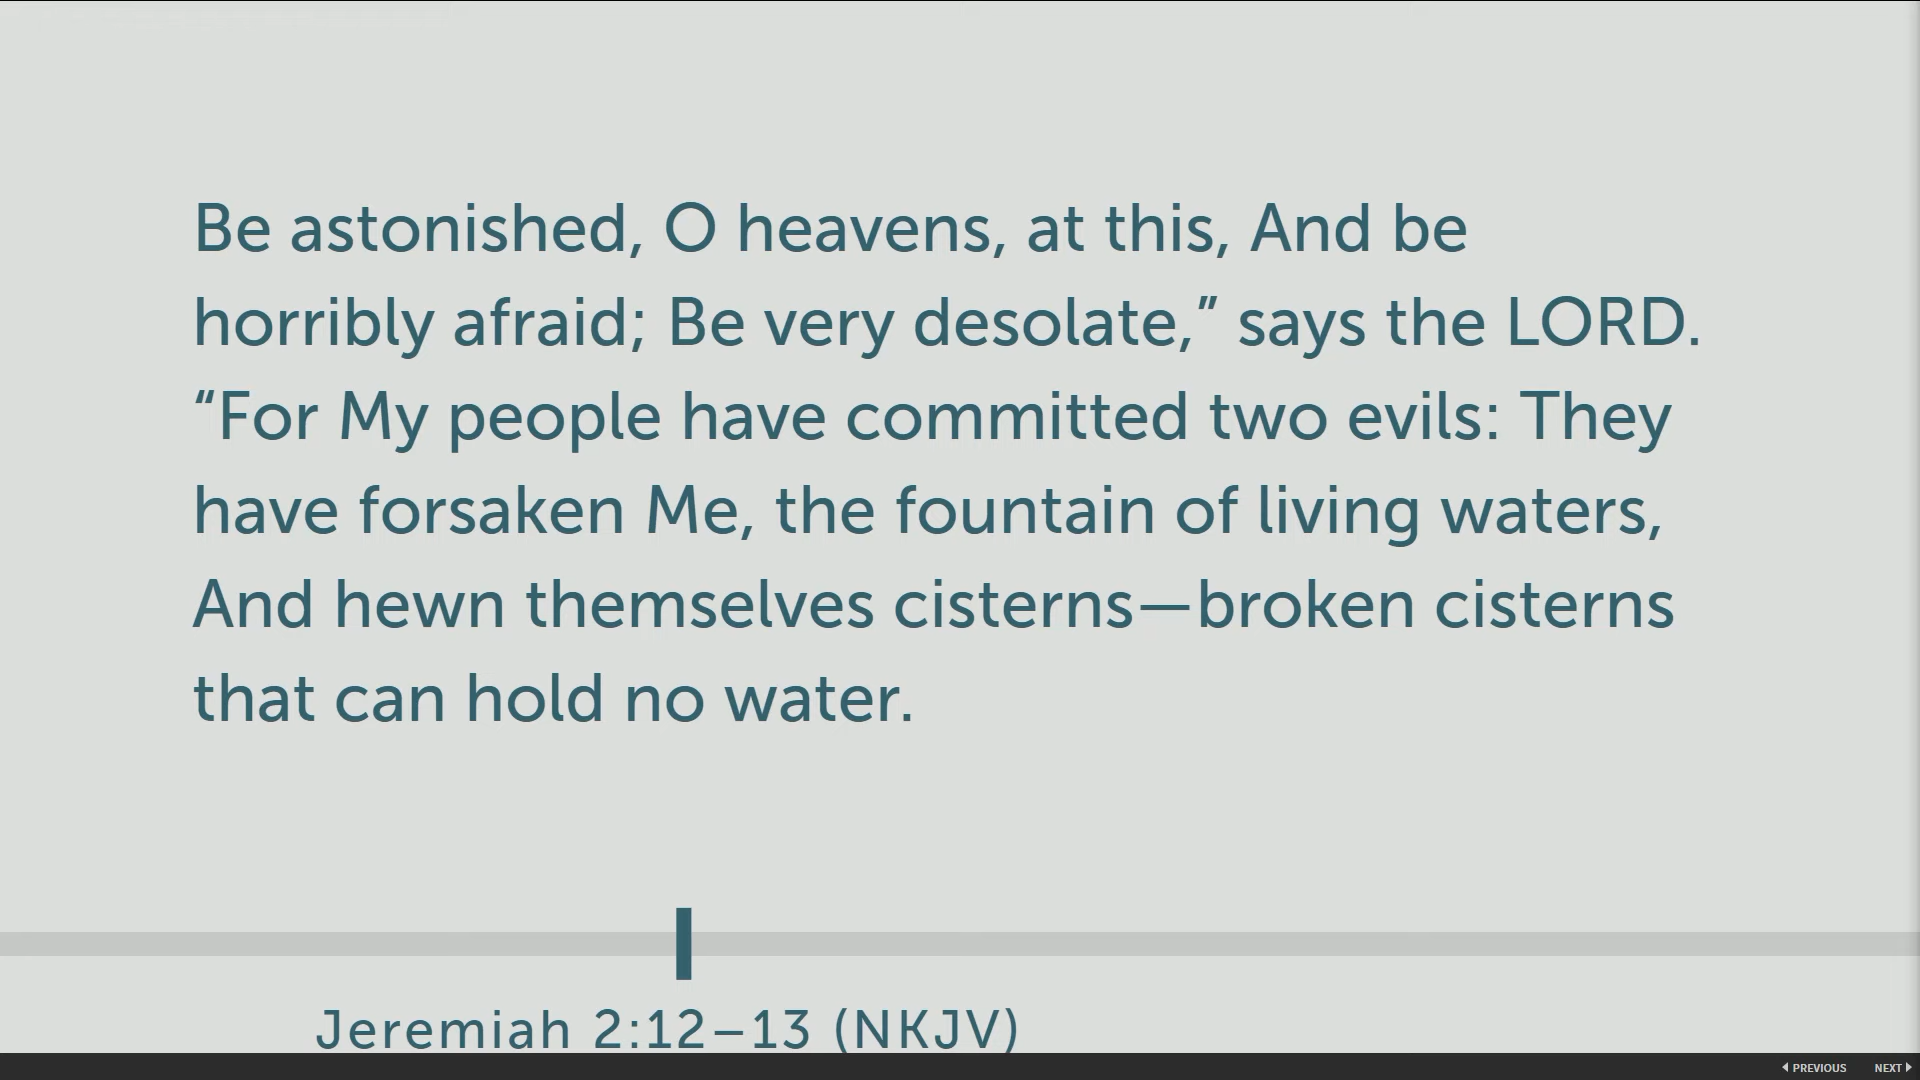 Be astonished, O heavens, at this, And be
horribly afraid; Be very desolate,” says the LORD.
“For My people have committed two evils: They
have forsaken Me, the fountain of living waters,
And hewn themselves cisterns—broken cisterns
that can hold no water.
Jeremiah 2:12–13 (NKJV)
PREVIOUS NEXT